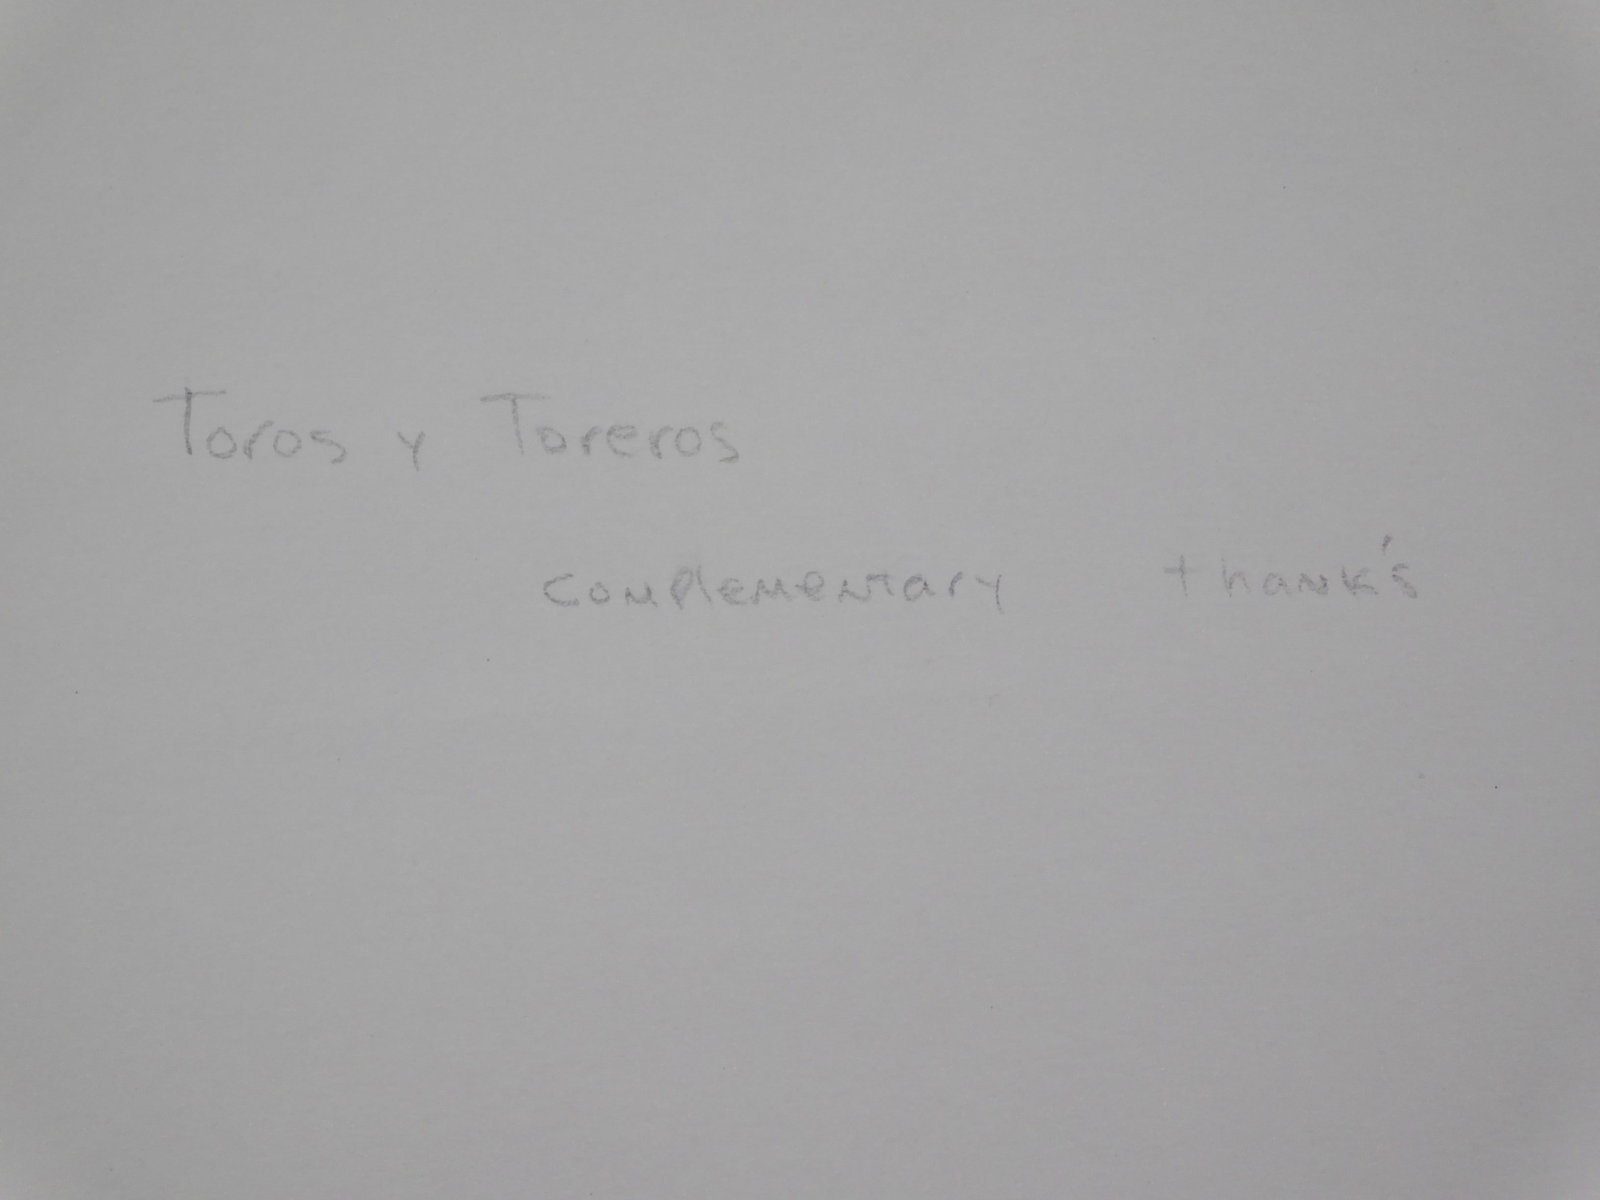 Toros y Toreros
complementary thank's